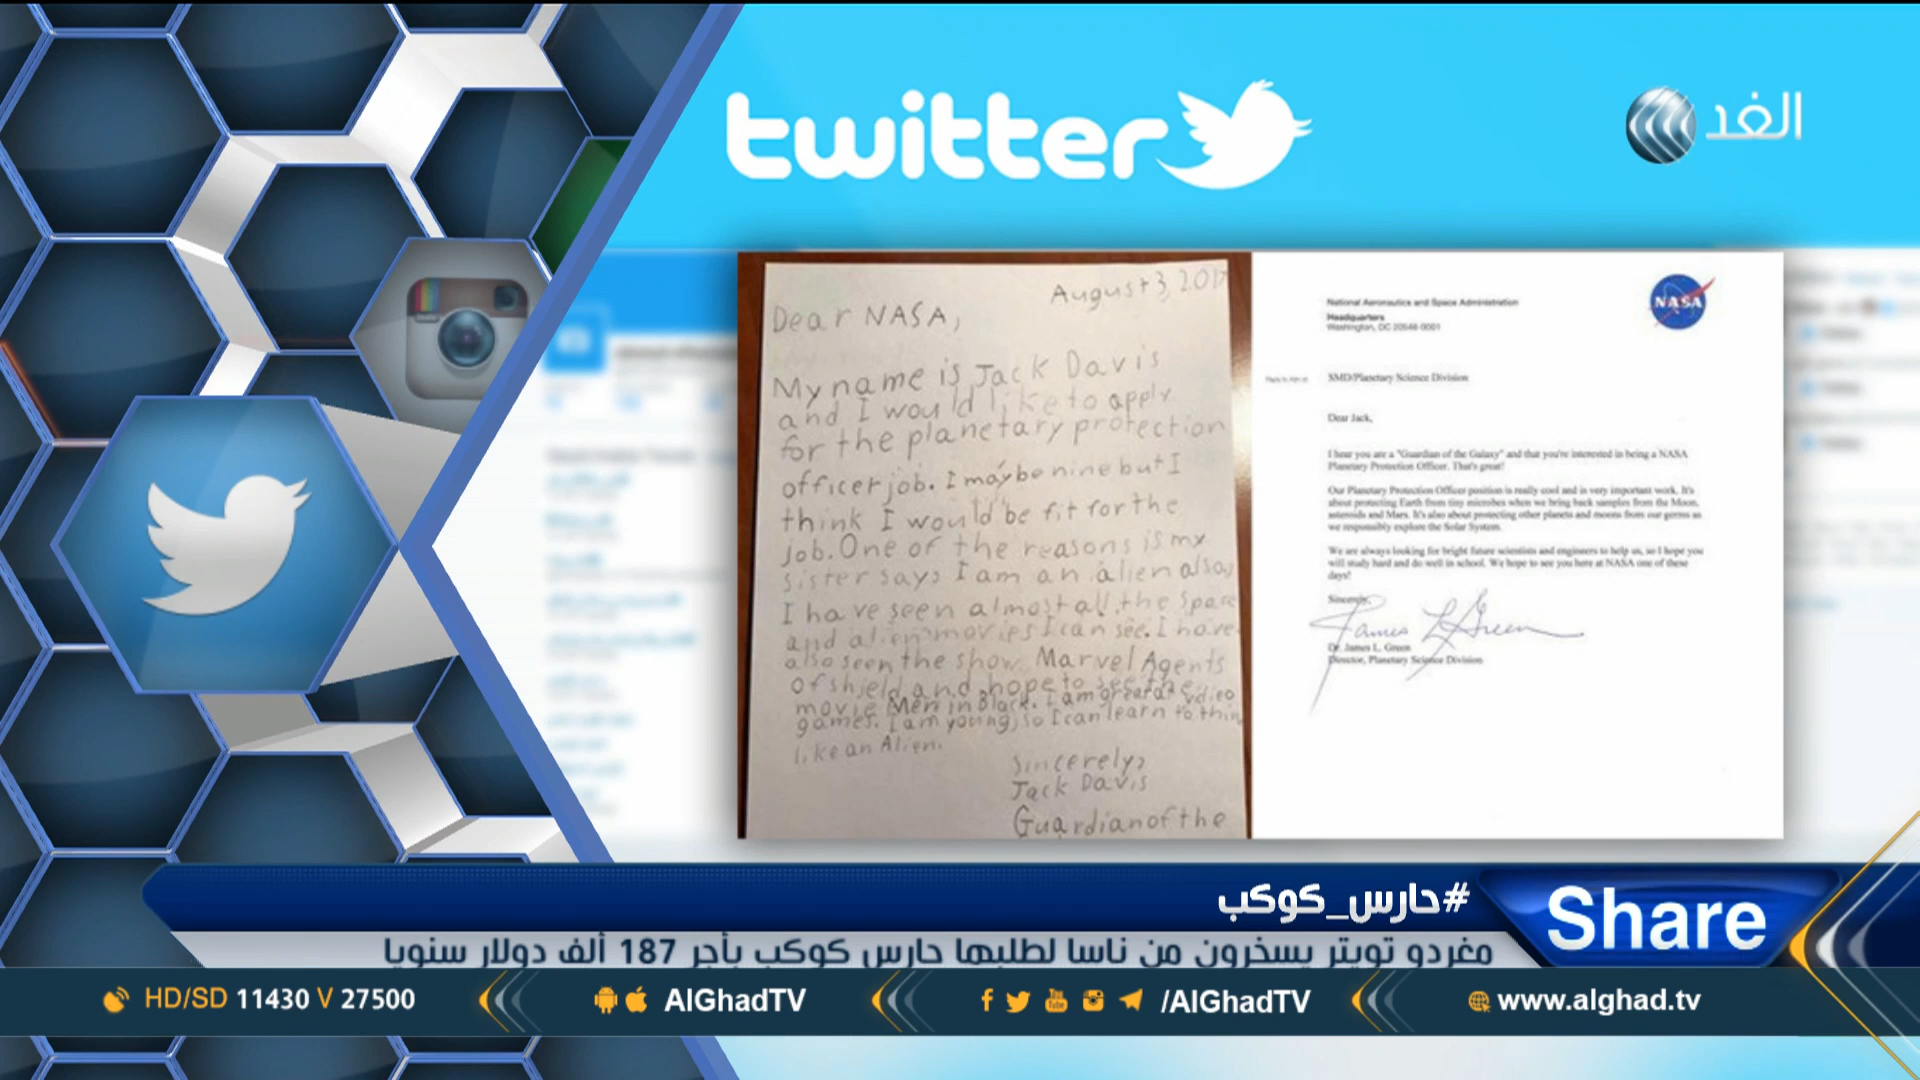 twitter
الغد
August 3, 2017
Dear NASA,
My name is Jack Davis
and I would like to apply
for the planetary protection
officer job. I may be nine but I
think I would be fit for the
job. One of the reasons is my
sister says I am an alien also,
I have seen almost all the space
and alien movies I can see. I have
also seen the show Marvel Agents
of shield and hope to see the
movie Men in Black. I am great at vdieo
games. I am young, so I can learn to thin
like an Alien.
Sincerely,
Jack Davis
Guardian of the
NASA
National Aeronautics and Space Administration
Headquarters
Washington, DC 20546-0001
SMD/Planetary Science Division
Dear Jack,
I hear you are a "Guardian of the Galaxy" and that you're interested in being a NASA
Planetary Protection Officer. That's great!
Our Planetary Protection Officer position is really cool and is very important work. It's
about protecting Earth from tiny microbes when we bring back samples from the Moon,
asteroids and Mars. It's also about protecting other planets and moons from our germs as
we responsibly explore the Solar System.
We are always looking for bright future scientists and engineers to help us, so I hope you
will study hard and do well in school. We hope to see you here at NASA one of these
days!
Sincerely,
James L Green
Dr. James L. Green
Director, Planetary Science Division
#حارس_كوكب
Share
مغردو تويتر يسخرون من ناسا لطلبها حارس كوكب بأجر 187 ألف دولار سنويا
HD/SD 11430 V 27500
AlGhadTV
/AlGhadTV
www.alghad.tv